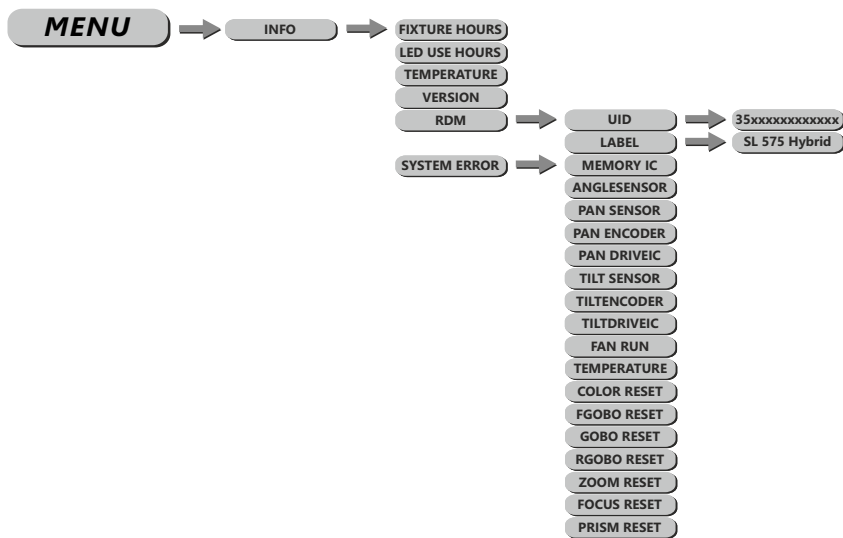 MENU INFO FIXTURE HOURS
LED USE HOURS
TEMPERATURE
VERSION
RDM UID 35xxxxxxxxxxxx
LABEL SL 575 Hybrid
SYSTEM ERROR MEMORY IC
ANGLESENSOR
PAN SENSOR
PAN ENCODER
PAN DRIVEIC
TILT SENSOR
TILTENCODER
TILTDRIVEIC
FAN RUN
TEMPERATURE
COLOR RESET
FGOBO RESET
GOBO RESET
RGOBO RESET
ZOOM RESET
FOCUS RESET
PRISM RESET